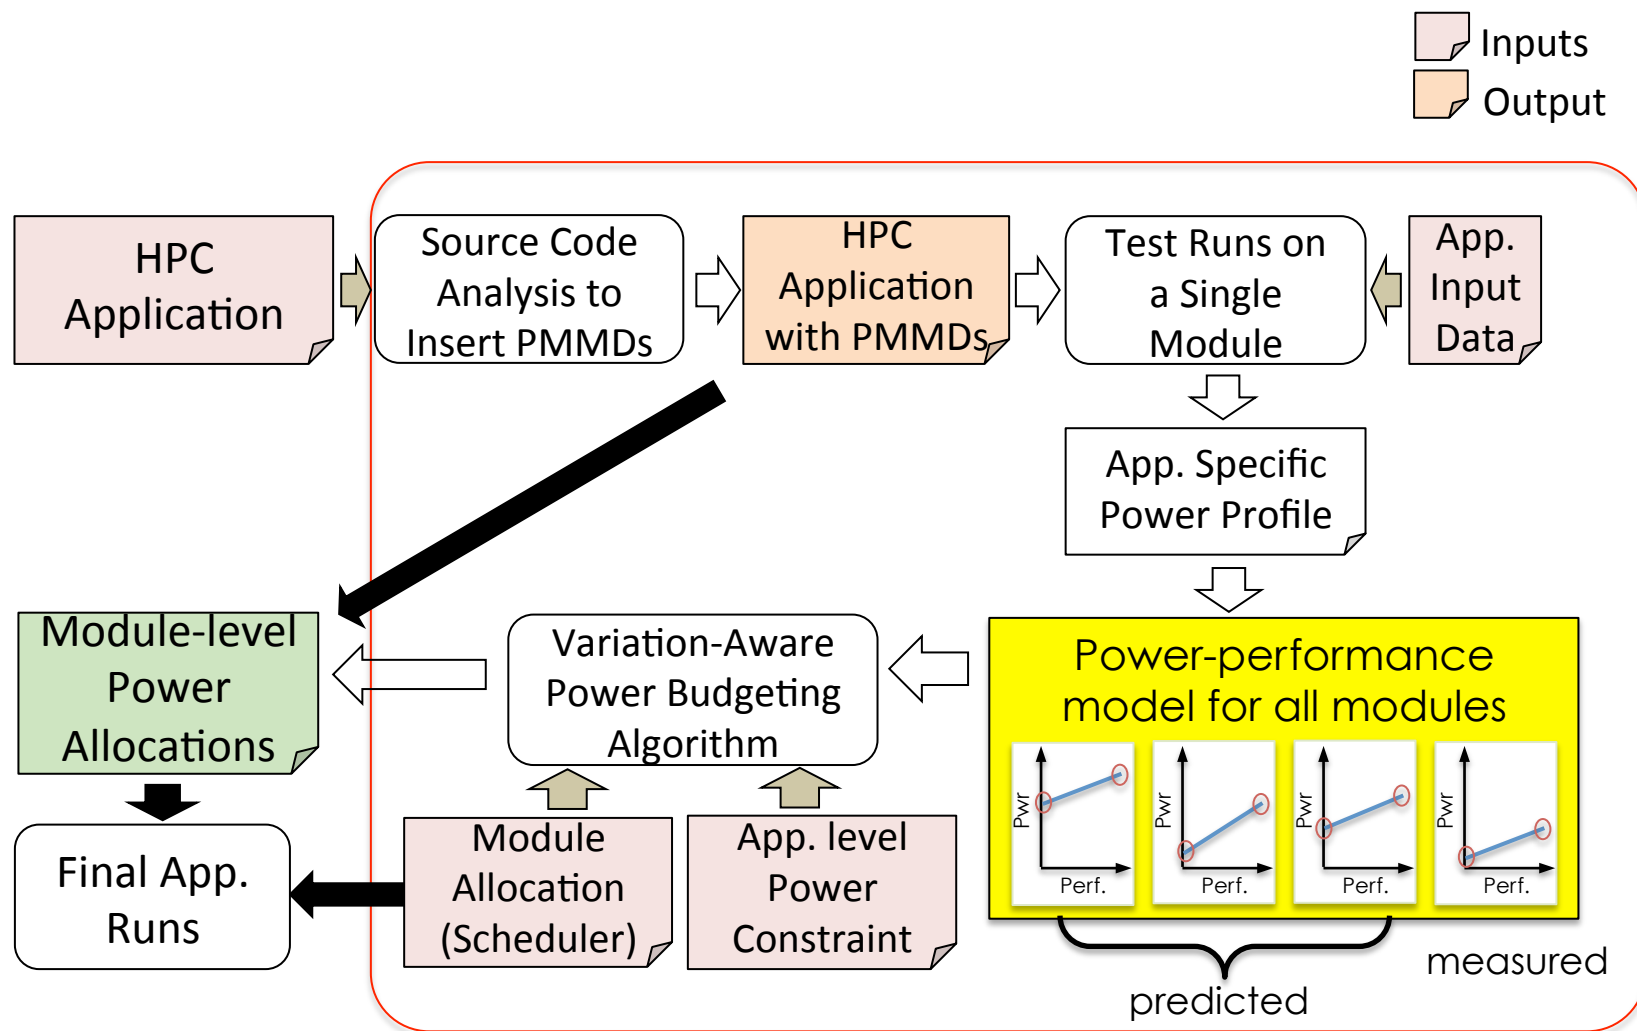 Inputs
Output
HPC
Application
Source Code
Analysis to
Insert PMMDs
HPC
Application
with PMMDs
Test Runs on
a Single
Module
App.
Input
Data
App. Specific
Power Profile
Module-level
Power
Allocations
Variation-Aware
Power Budgeting
Algorithm
Power-performance
model for all modules
Pwr
Perf.
Pwr
Perf.
Pwr
Perf.
Pwr
Perf.
Final App.
Runs
Module
Allocation
(Scheduler)
App. level
Power
Constraint
measured
predicted